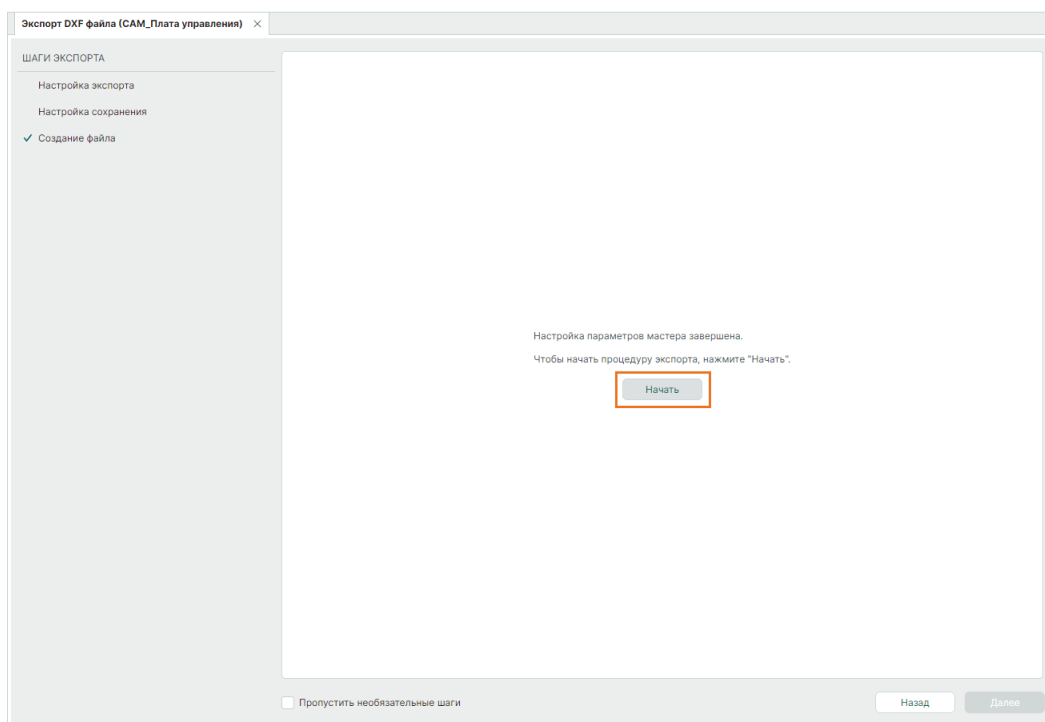 Экспорт DXF файла (CAM_Плата управления)
ШАГИ ЭКСПОРТА
Настройка экспорта
Настройка сохранения
Создание файла
Настройка параметров мастера завершена.
Чтобы начать процедуру экспорта, нажмите "Начать".
Начать
Пропустить необязательные шаги
Назад
Далее